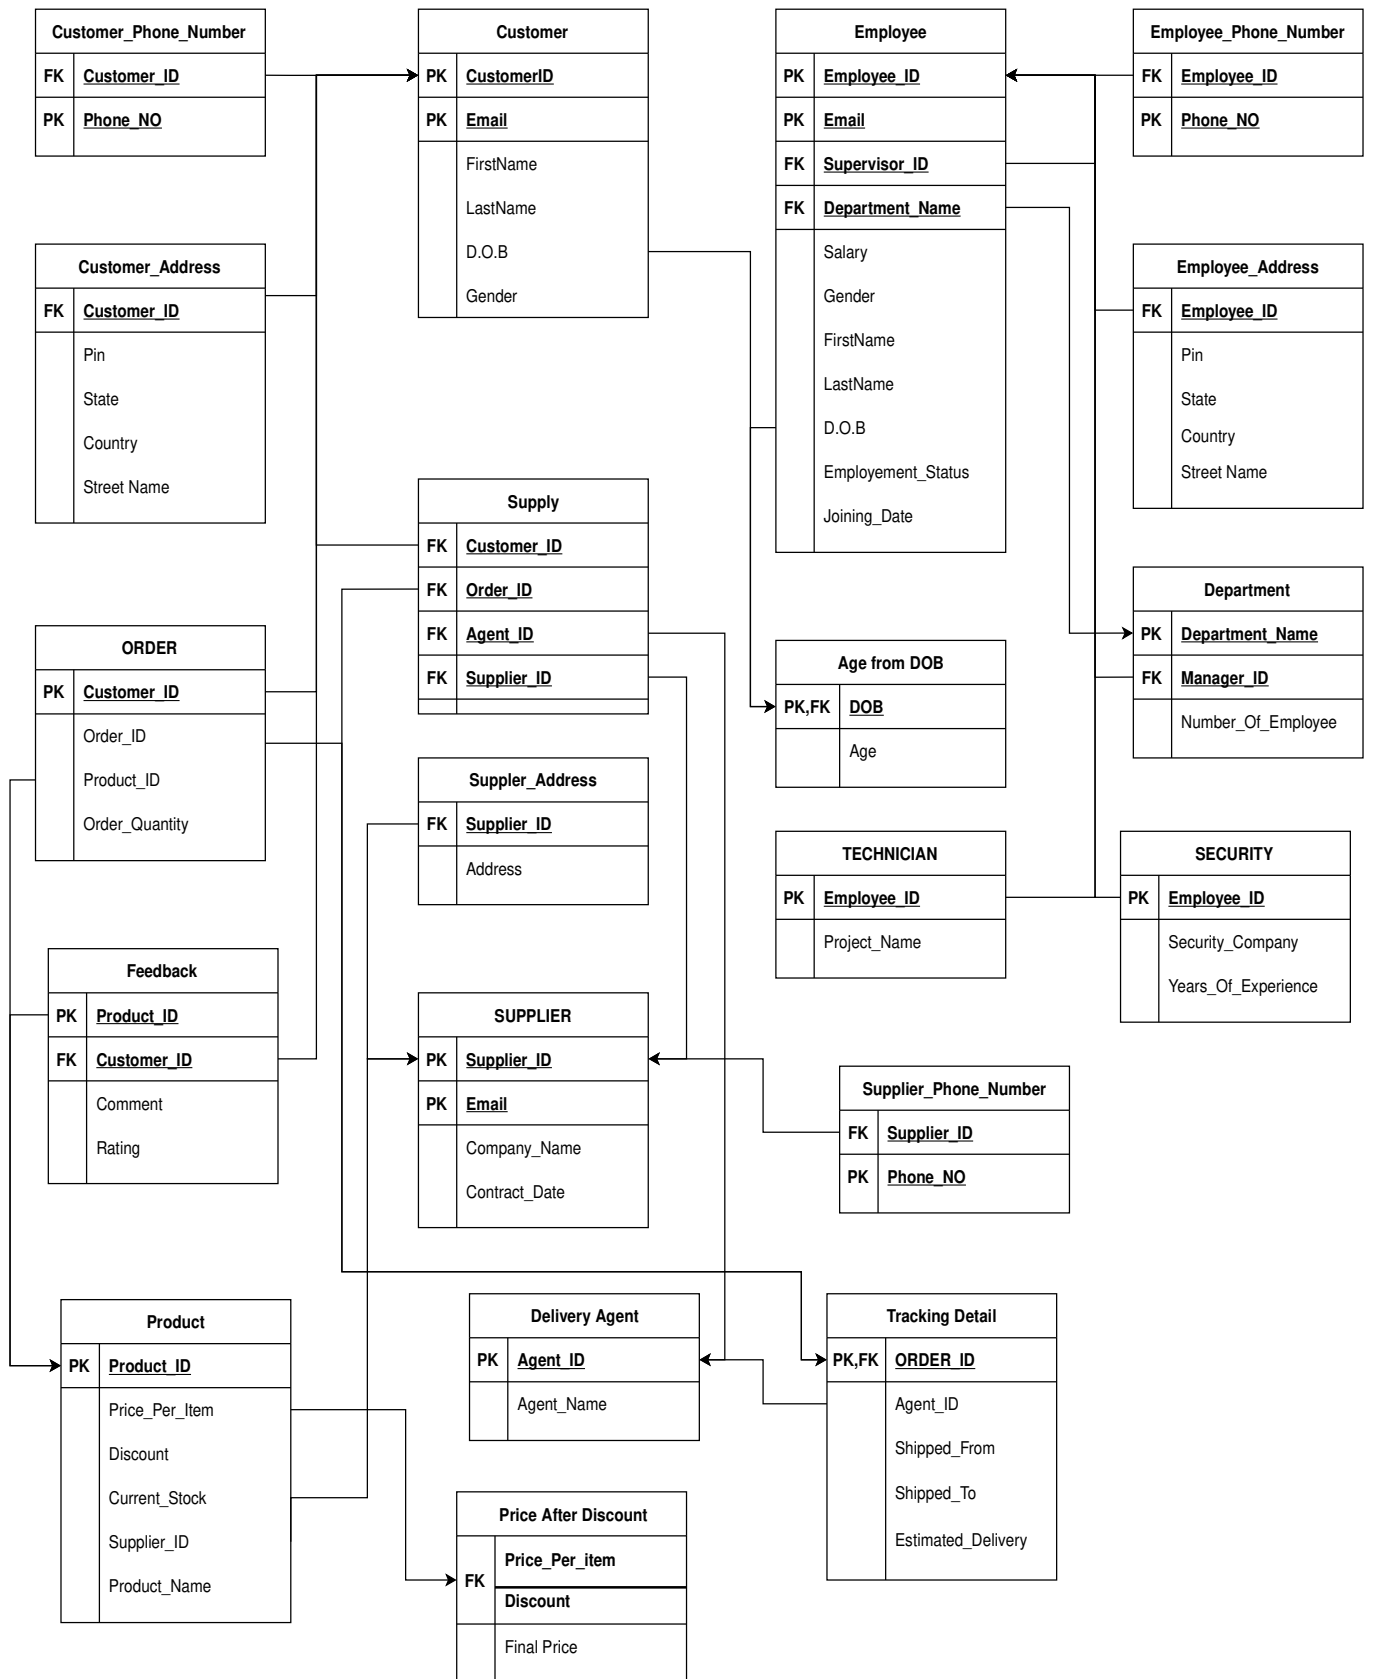 Customer_Phone_Number
FK Customer_ID
PK Phone_NO
Customer
PK CustomerID
PK Email
FirstName
LastName
D.O.B
Gender
Employee
PK Employee_ID
PK Email
FK Supervisor_ID
FK Department_Name
Salary
Gender
FirstName
LastName
D.O.B
Employement_Status
Joining_Date
Employee_Phone_Number
FK Employee_ID
PK Phone_NO
Customer_Address
FK Customer_ID
Pin
State
Country
Street Name
Employee_Address
FK Employee_ID
Pin
State
Country
Street Name
Supply
FK Customer_ID
FK Order_ID
FK Agent_ID
FK Supplier_ID
Department
PK Department_Name
FK Manager_ID
Number_Of_Employee
ORDER
PK Customer_ID
Order_ID
Product_ID
Order_Quantity
Age from DOB
PK,FK DOB
Age
Suppler_Address
FK Supplier_ID
Address
TECHNICIAN
PK Employee_ID
Project_Name
SECURITY
PK Employee_ID
Security_Company
Years_Of_Experience
Feedback
PK Product_ID
FK Customer_ID
Comment
Rating
SUPPLIER
PK Supplier_ID
PK Email
Company_Name
Contract_Date
Supplier_Phone_Number
FK Supplier_ID
PK Phone_NO
Product
PK Product_ID
Price_Per_Item
Discount
Current_Stock
Supplier_ID
Product_Name
Delivery Agent
PK Agent_ID
Agent_Name
Tracking Detail
PK,FK ORDER_ID
Agent_ID
Shipped_From
Shipped_To
Estimated_Delivery
Price After Discount
Price_Per_item
FK
Discount
Final Price